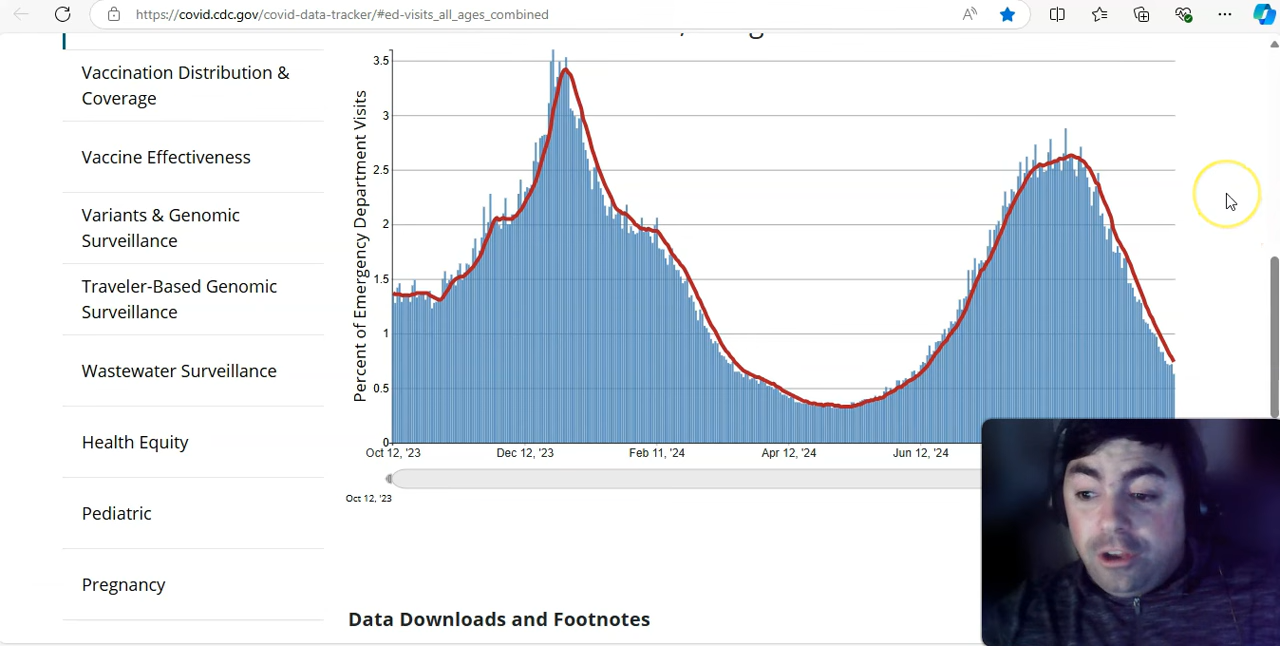 https://covid.cdc.gov/covid-data-tracker/#ed-visits_all_ages_combined
Vaccination Distribution &
Coverage
Vaccine Effectiveness
Variants & Genomic
Surveillance
Traveler-Based Genomic
Surveillance
Wastewater Surveillance
Health Equity
Pediatric
Pregnancy
Percent of Emergency Department Visits
3.5
3
2.5
2
1.5
1
0.5
0
Oct 12, '23
Dec 12, '23
Feb 11, '24
Apr 12, '24
Jun 12, '24
Oct 12, '23
Data Downloads and Footnotes